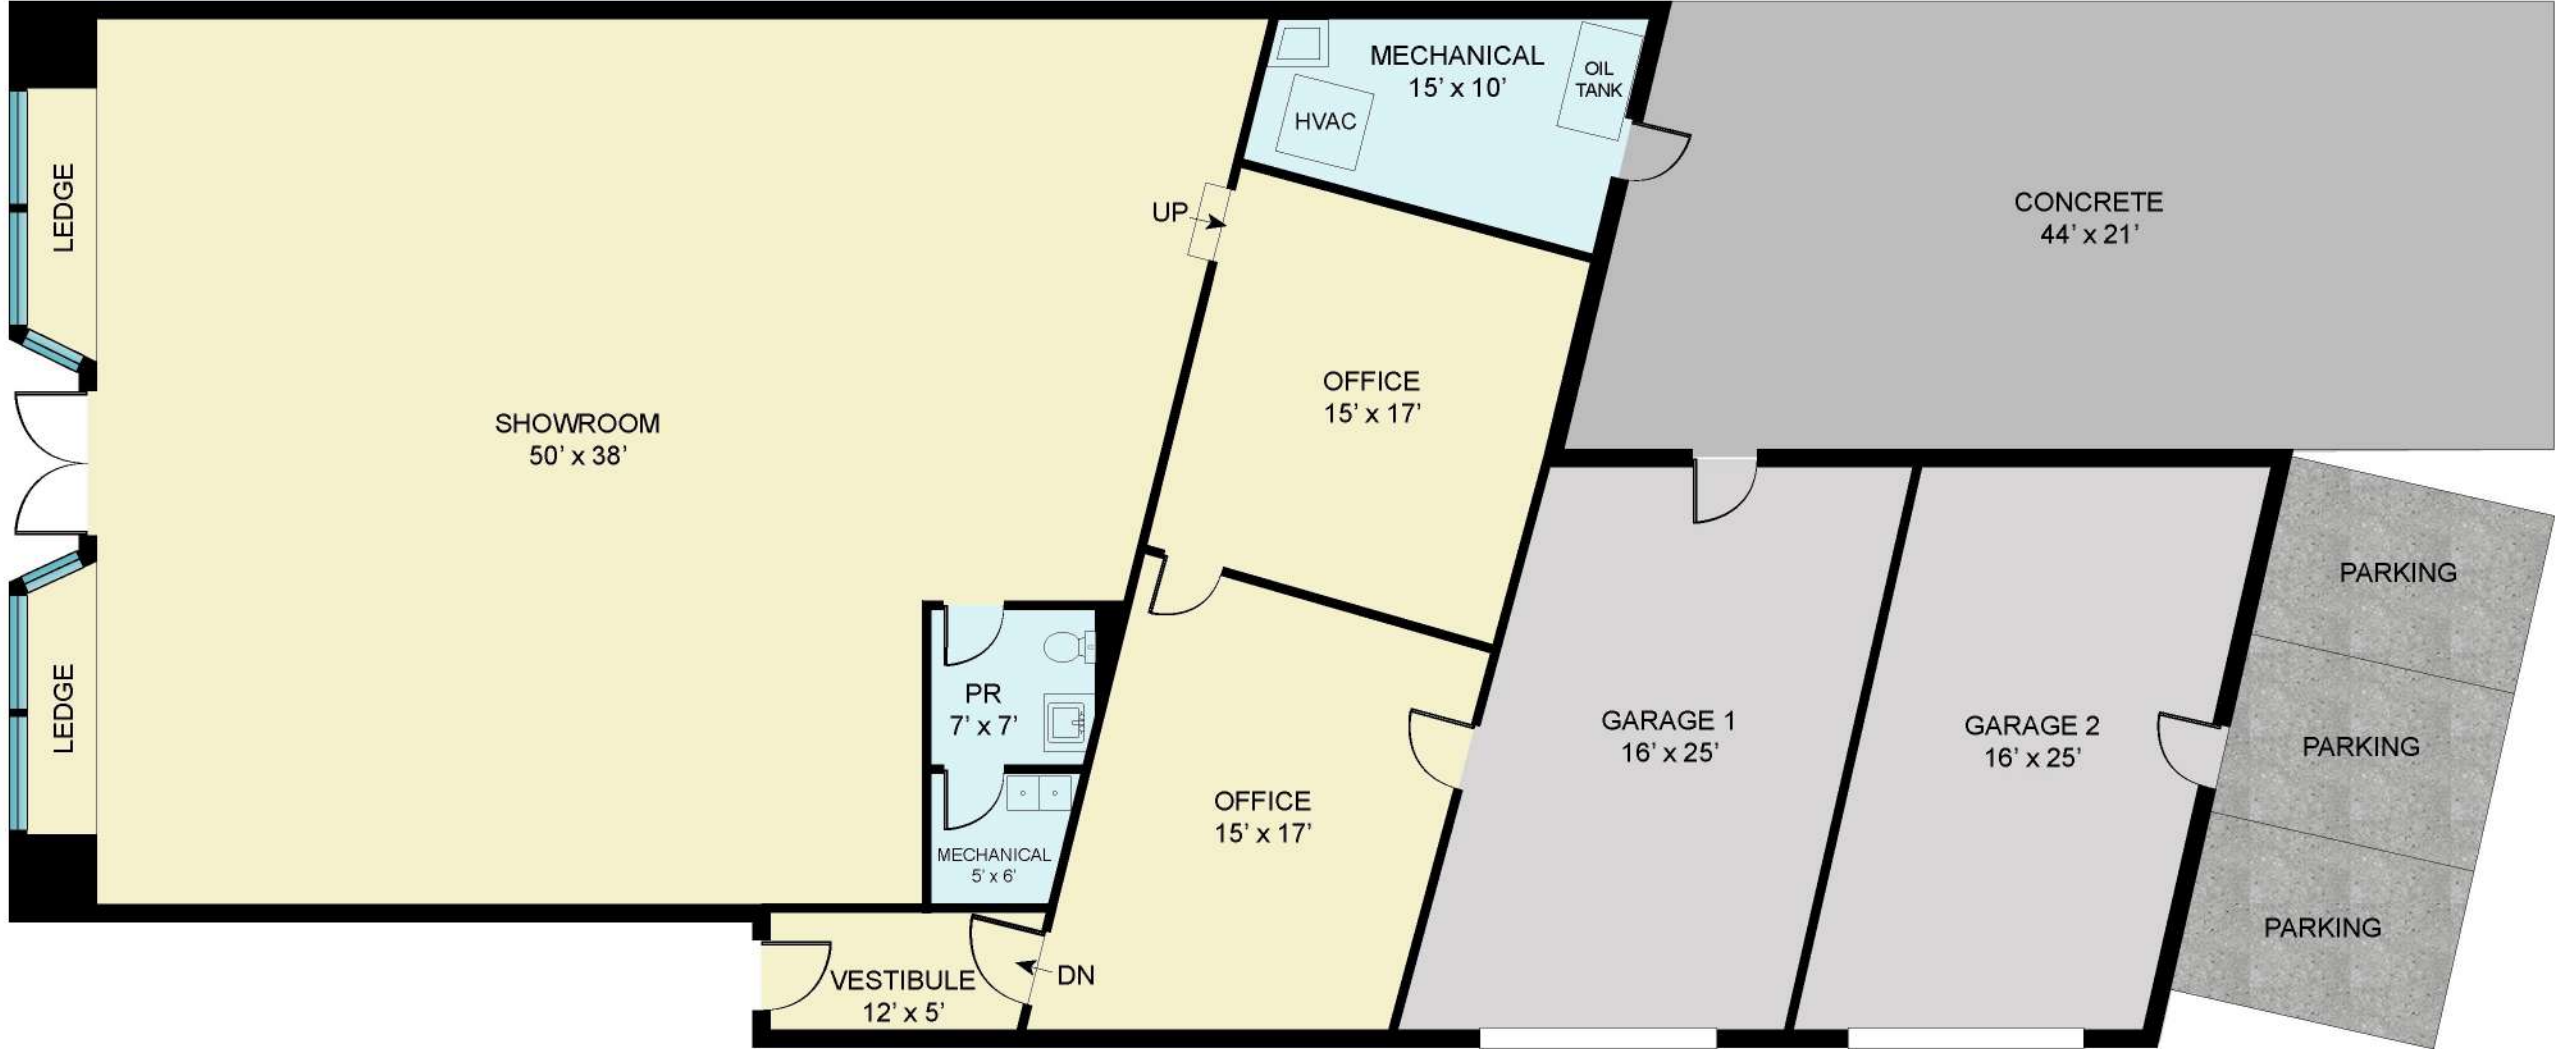 MECHANICAL
15' x 10'
OIL
TANK
HVAC
LEDGE
UP
CONCRETE
44' x 21'
OFFICE
15' x 17'
SHOWROOM
50' x 38'
PARKING
PR
7' x 7'
LEDGE
GARAGE 1
16' x 25'
GARAGE 2
16' x 25'
PARKING
OFFICE
15' x 17'
MECHANICAL
5' x 6'
PARKING
VESTIBULE
12' x 5'
DN